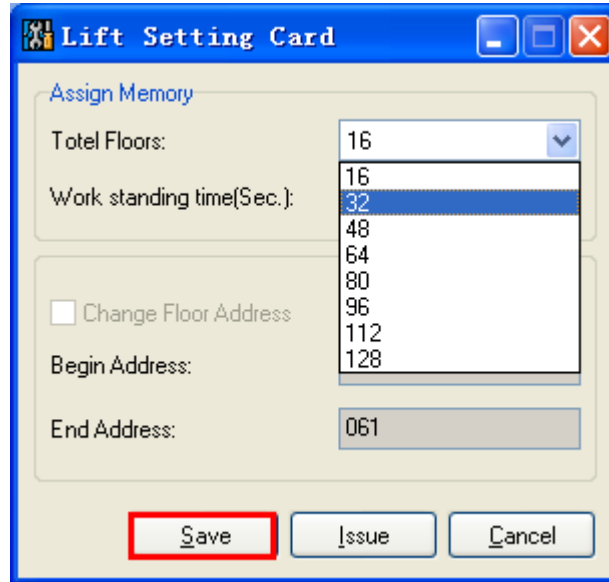 Lift Setting Card
Assign Memory
Totel Floors:
16
16
32
48
64
80
96
112
128
Work standing time(Sec.):
Change Floor Address
Begin Address:
End Address:
061
Save
Issue
Cancel